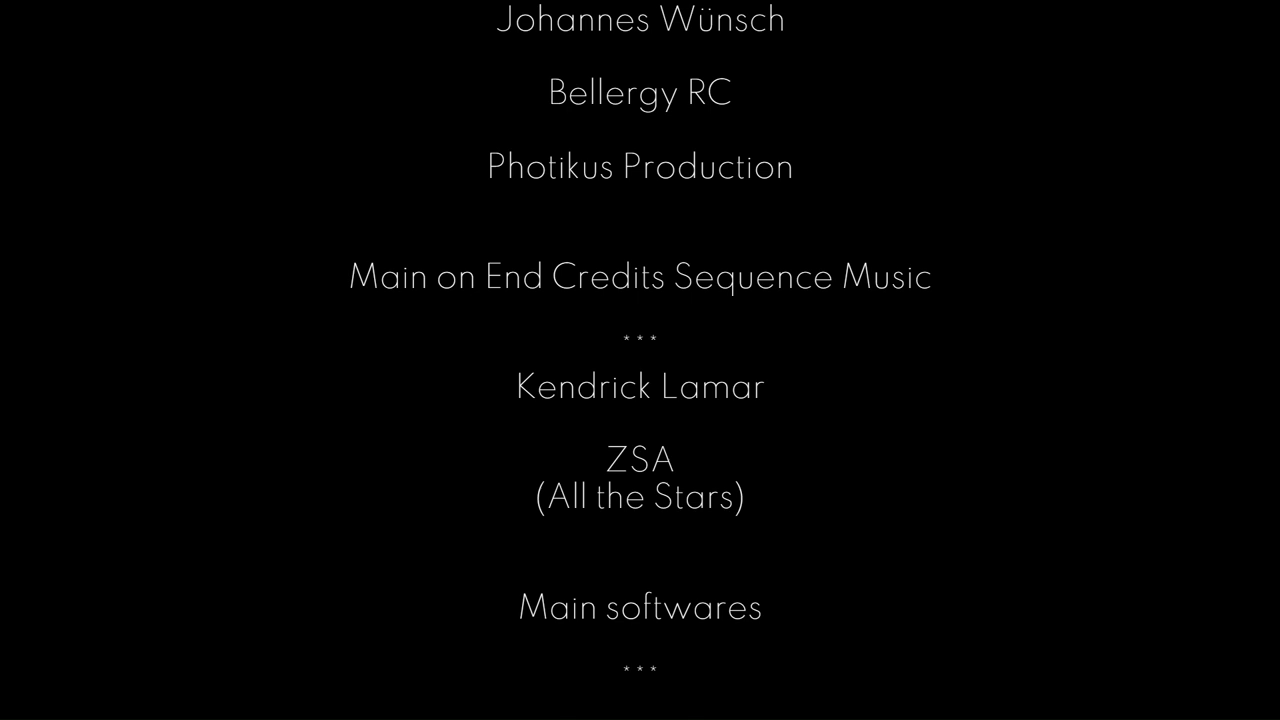 Johannes Wünsch
Bellergy RC
Photikus Production
Main on End Credits Sequence Music
* * *
Kendrick Lamar
ZSA
(All the Stars)
Main softwares
* * *